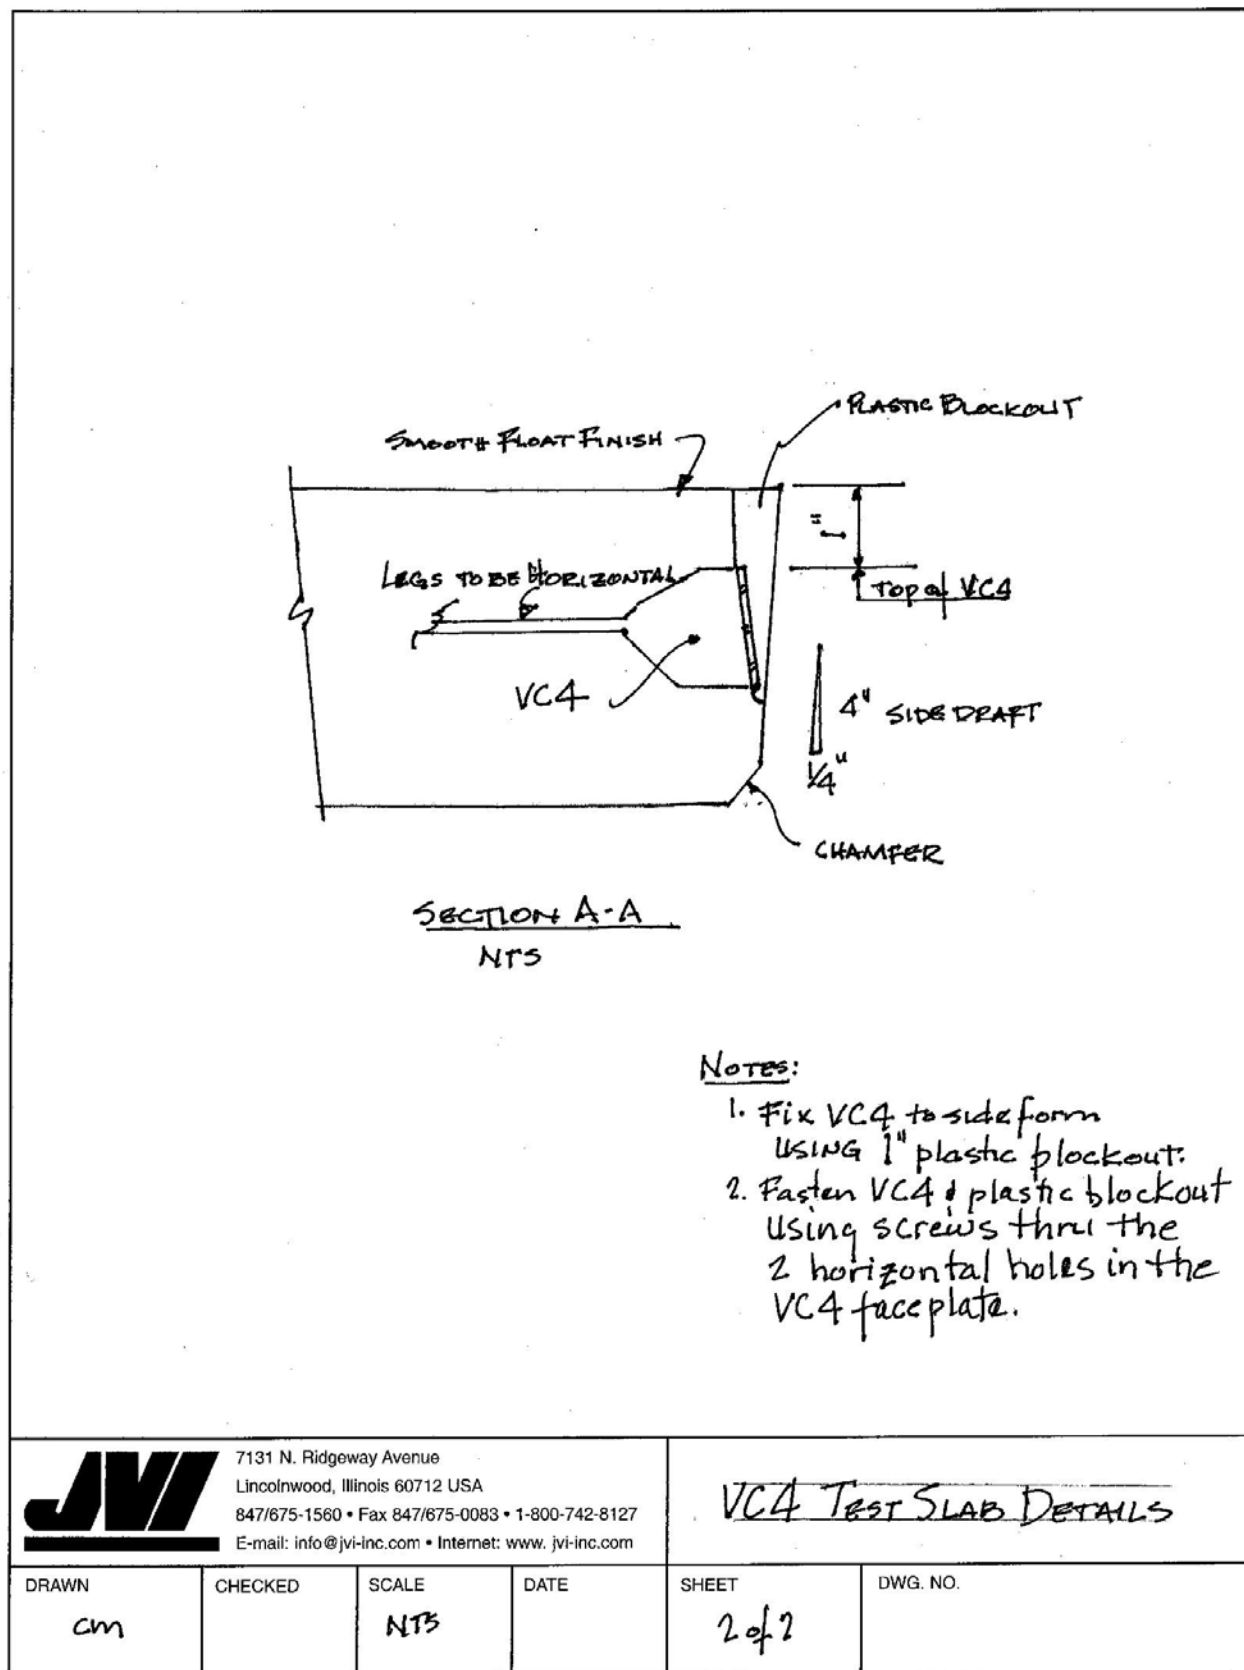 PLASTIC BLOCKOUT
SMOOTH FLOAT FINISH
1"
LEGS TO BE HORIZONTAL
TOP of VC4
VC4
4" SIDE DRAFT
1/4"
CHAMFER
SECTION A-A
NTS
NOTES:
1. Fix VC4 to side form
USING 1" plastic blockout.
2. Fasten VC4 & plastic blockout
using screws thru the
2 horizontal holes in the
VC4 faceplate.
JVI
7131 N. Ridgeway Avenue
Lincolnwood, Illinois 60712 USA
847/675-1560 • Fax 847/675-0083 • 1-800-742-8127
E-mail: info@jvi-inc.com • Internet: www. jvi-inc.com
VC4 TEST SLAB DETAILS
DRAWN
cm
CHECKED
SCALE
NTS
DATE
SHEET
2 of 2
DWG. NO.